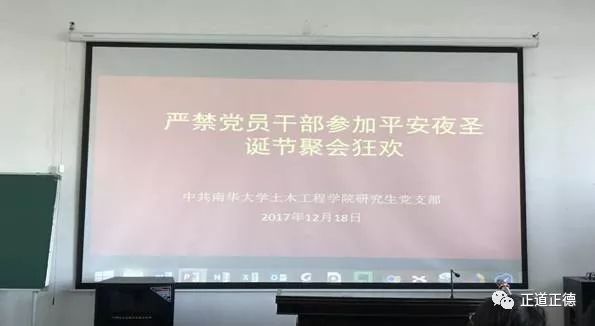 严禁党员干部参加平安夜圣
诞节聚会狂欢
中共南华大学土木工程学院研究生党支部
2017年12月18日
正道正德